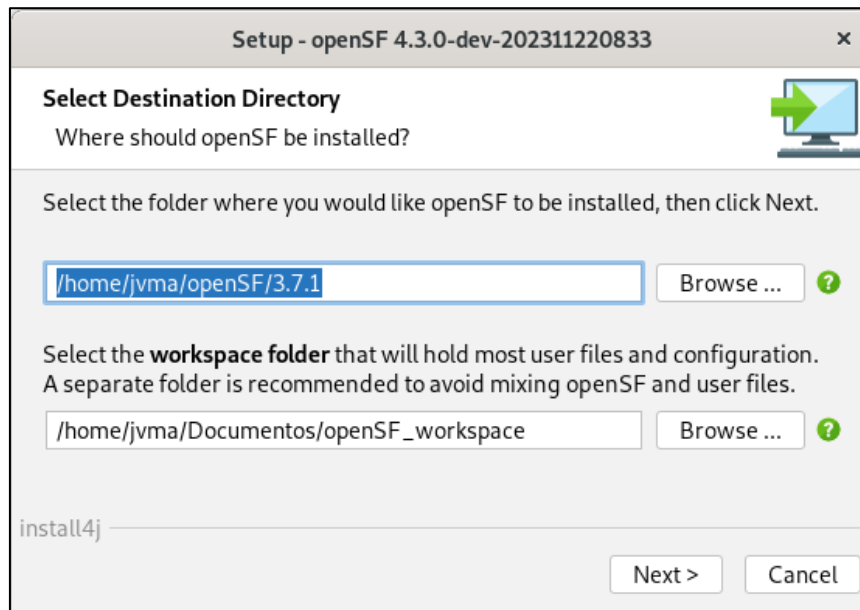 Setup - openSF 4.3.0-dev-202311220833
Select Destination Directory
Where should openSF be installed?
Select the folder where you would like openSF to be installed, then click Next.
/home/jvma/openSF/3.7.1
Browse ...
Select the workspace folder that will hold most user files and configuration.
A separate folder is recommended to avoid mixing openSF and user files.
/home/jvma/Documentos/openSF_workspace
Browse ...
install4j
Next >
Cancel